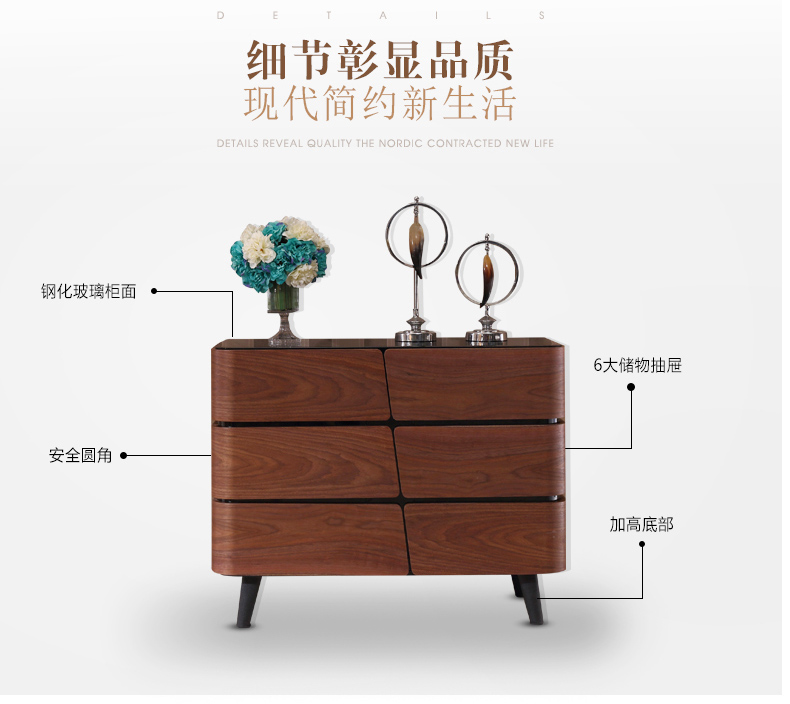 DETAILS
细节彰显品质
现代简约新生活
DETAILS REVEAL QUALITY THE NORDIC CONTRACTED NEW LIFE
钢化玻璃柜面
6大储物抽屉
安全圆角
加高底部